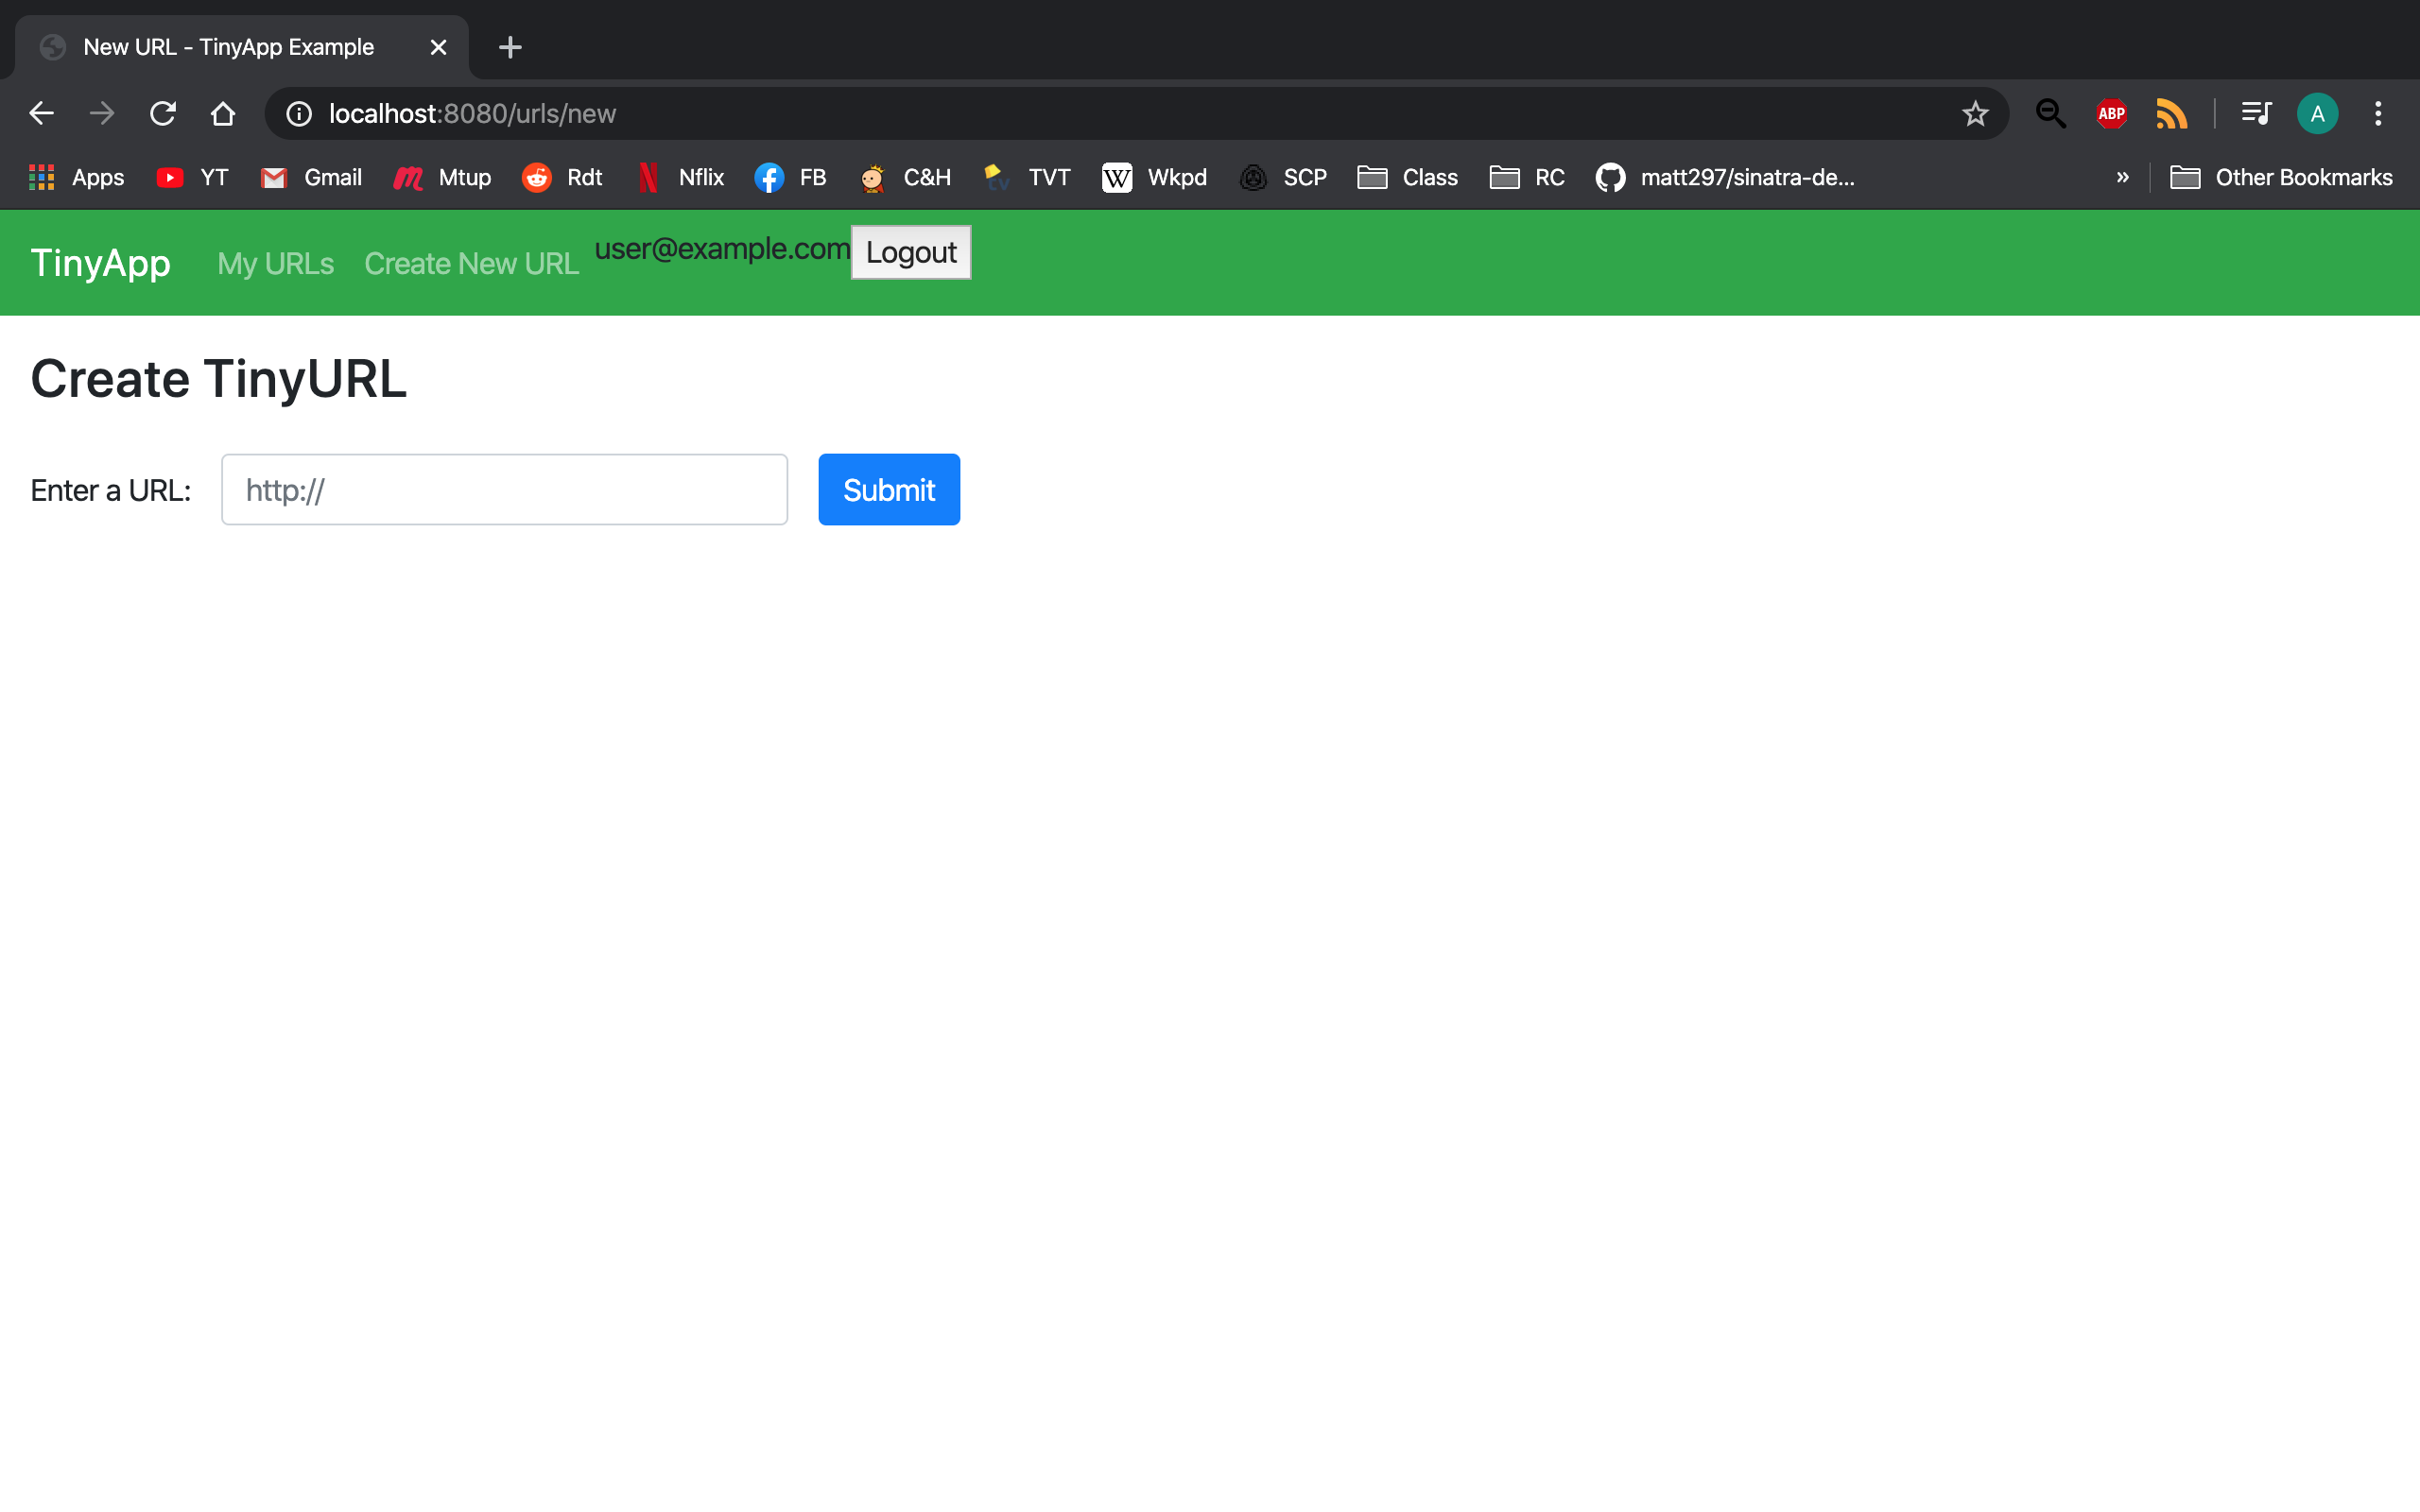 New URL - TinyApp Example
localhost:8080/urls/new
ABP
A
Apps YT Gmail Mtup Rdt Nflix FB C&H TVT W Wkpd SCP Class RC matt297/sinatra-de... » Other Bookmarks
TinyApp My URLs Create New URL user@example.com Logout
Create TinyURL
Enter a URL: http:// Submit